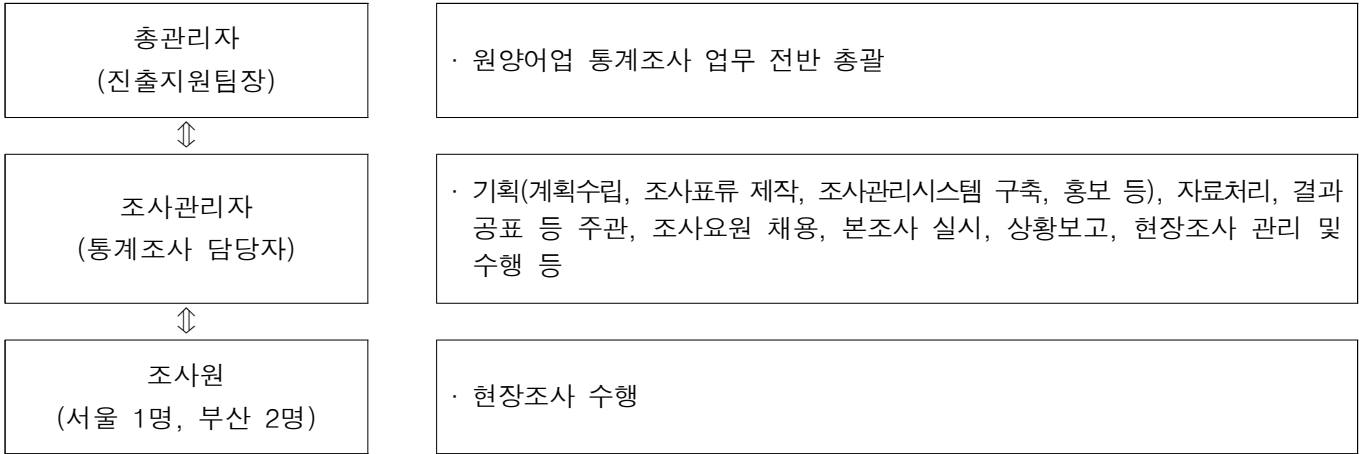 총관리자
(진출지원팀장)
· 원양어업 통계조사 업무 전반 총괄
⇕
조사관리자
(통계조사 담당자)
· 기획(계획수립, 조사표류 제작, 조사관리시스템 구축, 홍보 등), 자료처리, 결과
공표 등 주관, 조사요원 채용, 본조사 실시, 상황보고, 현장조사 관리 및
수행 등
⇕
조사원
(서울 1명, 부산 2명)
· 현장조사 수행